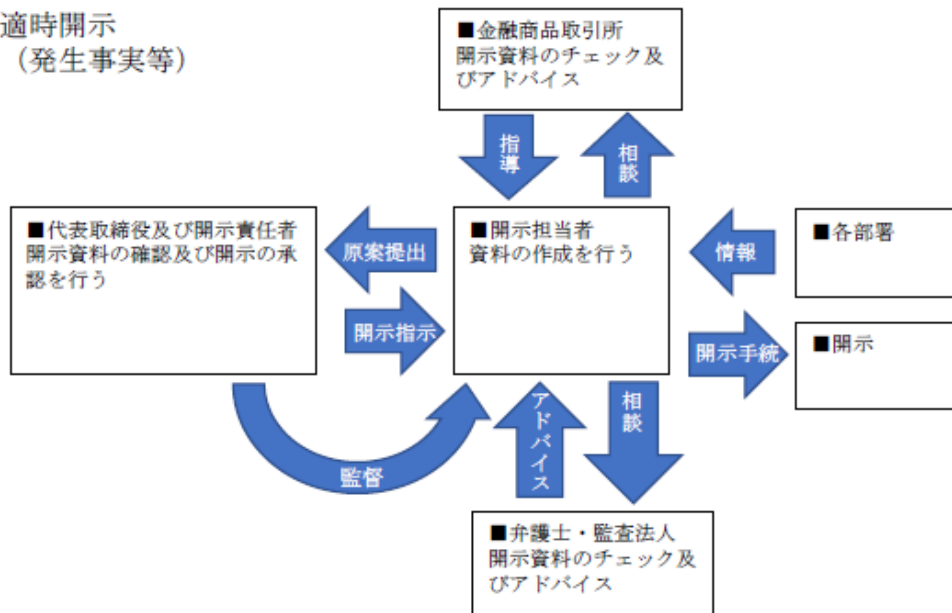 適時開示
（発生事実等）
■金融商品取引所
開示資料のチェック及
びアドバイス
指導
相談
■代表取締役及び開示責任者
開示資料の確認及び開示の承
認を行う
原案提出
開示指示
■開示担当者
資料の作成を行う
情報
■各部署
開示手続
■開示
監督
アドバイス
相談
■弁護士・監査法人
開示資料のチェック及
びアドバイス